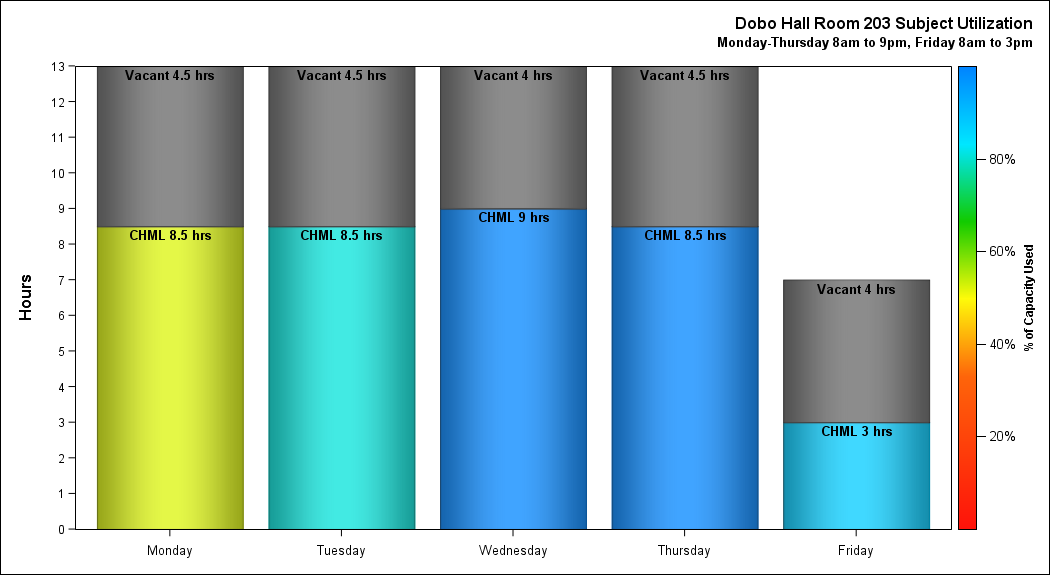 Dobo Hall Room 203 Subject Utilization
Monday-Thursday 8am to 9pm, Friday 8am to 3pm
Hours
13
12
11
10
9
8
7
6
5
4
3
2
1
0
Vacant 4.5 hrs
CHML 8.5 hrs
Vacant 4.5 hrs
CHML 8.5 hrs
Vacant 4 hrs
CHML 9 hrs
Vacant 4.5 hrs
CHML 8.5 hrs
Vacant 4 hrs
CHML 3 hrs
Monday
Tuesday
Wednesday
Thursday
Friday
80%
60%
40%
20%
% of Capacity Used